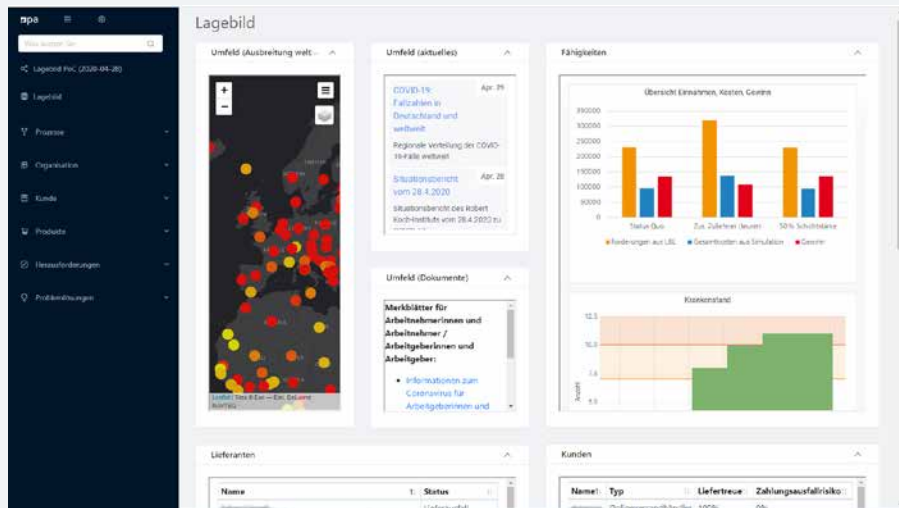 Lagebild
Lagebild PoC (2020-04-28)
Lagebild
Prozesse
Organisation
Kunde
Produkte
Herausforderungen
Problemlösungen
Umfeld (Ausbreitung welt
+
−
Leaflet
Umfeld (aktuelles)
COVID-19: Apr. 29
Fallzahlen in
Deutschland und
weltweit
Regionale Verteilung der COVID-
19-Fälle weltweit
Situationsbericht Apr. 28
vom 28.4.2020
Situationsbericht des Robert
Koch-Instituts vom 28.4.2020 zu
Umfeld (Dokumente)
Merkblätter für
Arbeitnehmerinnen und
Arbeitnehmer /
Arbeitgeberinnen und
Arbeitgeber:
• Informationen zum
Coronavirus für
Arbeitgeberinnen und
Fähigkeiten
Übersicht Einnahmen, Kosten, Gewinn
350000
300000
250000
200000
150000
100000
50000
0
Status Quo
50% Schichtstärke
Forderungen aus
Gesamtkosten aus Simulation
Gewinn
Krankenstand
12.5
10.0
7.5
5.0
Anzahl
Lieferanten
Name Status
Kunden
Name Typ Liefertreue Zahlungsausfallrisiko
100% 0%